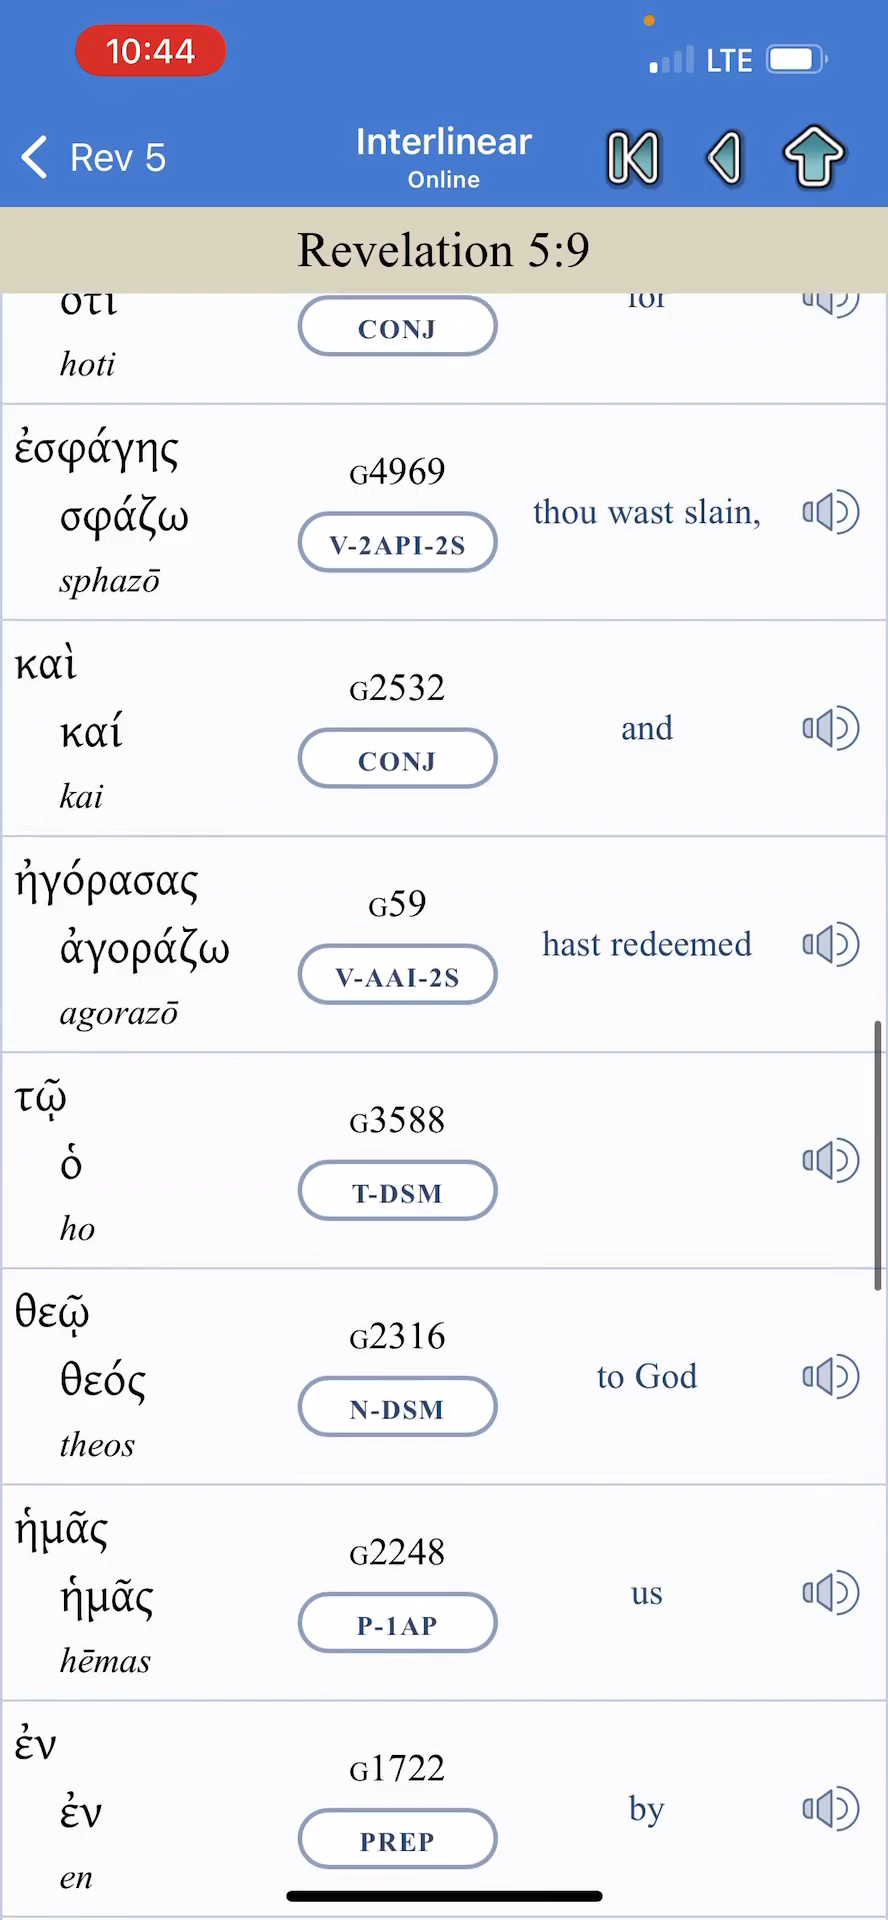 10:44
LTE
Rev 5
Interlinear
Online
Revelation 5:9
ὅτι
CONJ
for
hoti
ἐσφάγης
G4969
σφάζω
V-2API-2S
thou wast slain,
sphazō
καὶ
G2532
καί
CONJ
and
kai
ἠγόρασας
G59
ἀγοράζω
V-AAI-2S
hast redeemed
agorazō
τῷ
G3588
ὁ
T-DSM
ho
θεῷ
G2316
θεός
N-DSM
to God
theos
ἡμᾶς
G2248
ἡμᾶς
P-1AP
us
hēmas
ἐν
G1722
ἐν
PREP
by
en